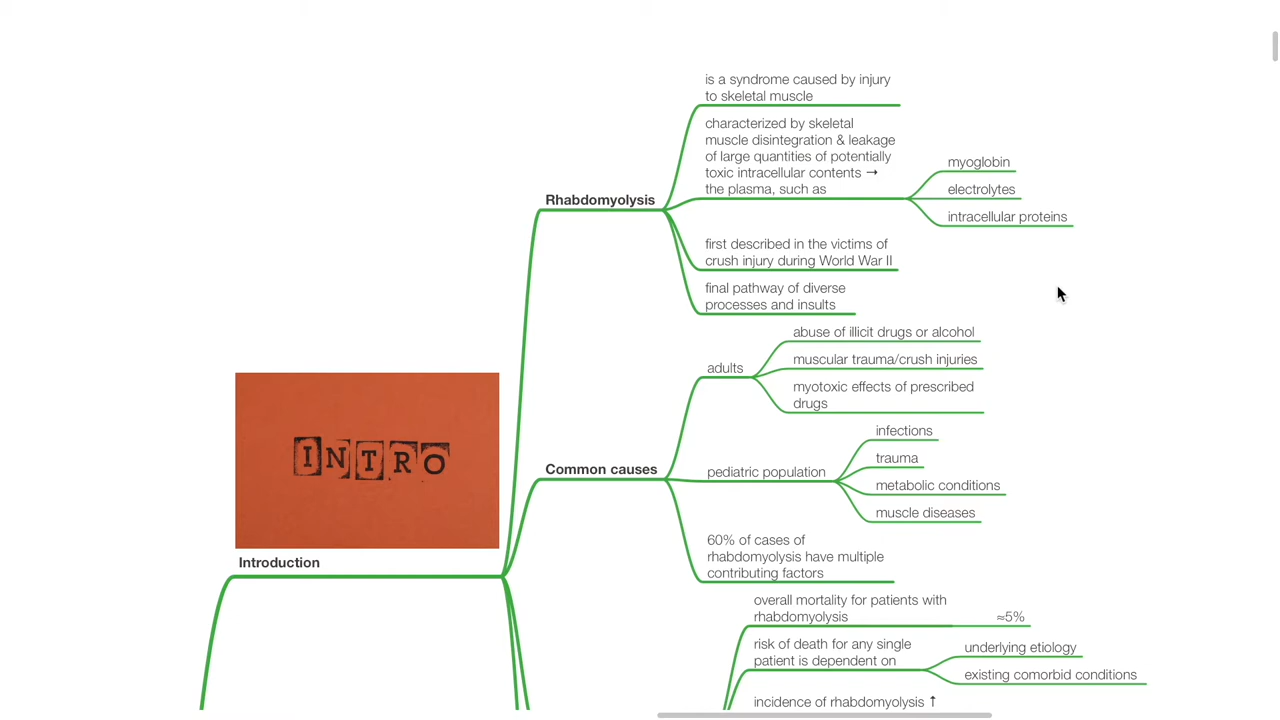 is a syndrome caused by injury
to skeletal muscle
characterized by skeletal
muscle disintegration & leakage
of large quantities of potentially
toxic intracellular contents →
the plasma, such as
myoglobin
electrolytes
intracellular proteins
Rhabdomyolysis
first described in the victims of
crush injury during World War II
final pathway of diverse
processes and insults
abuse of illicit drugs or alcohol
adults
muscular trauma/crush injuries
myotoxic effects of prescribed
drugs
infections
INTRO
Common causes
pediatric population
trauma
metabolic conditions
muscle diseases
60% of cases of
rhabdomyolysis have multiple
contributing factors
Introduction
overall mortality for patients with
rhabdomyolysis
≈5%
risk of death for any single
patient is dependent on
underlying etiology
existing comorbid conditions
incidence of rhabdomyolysis ↑